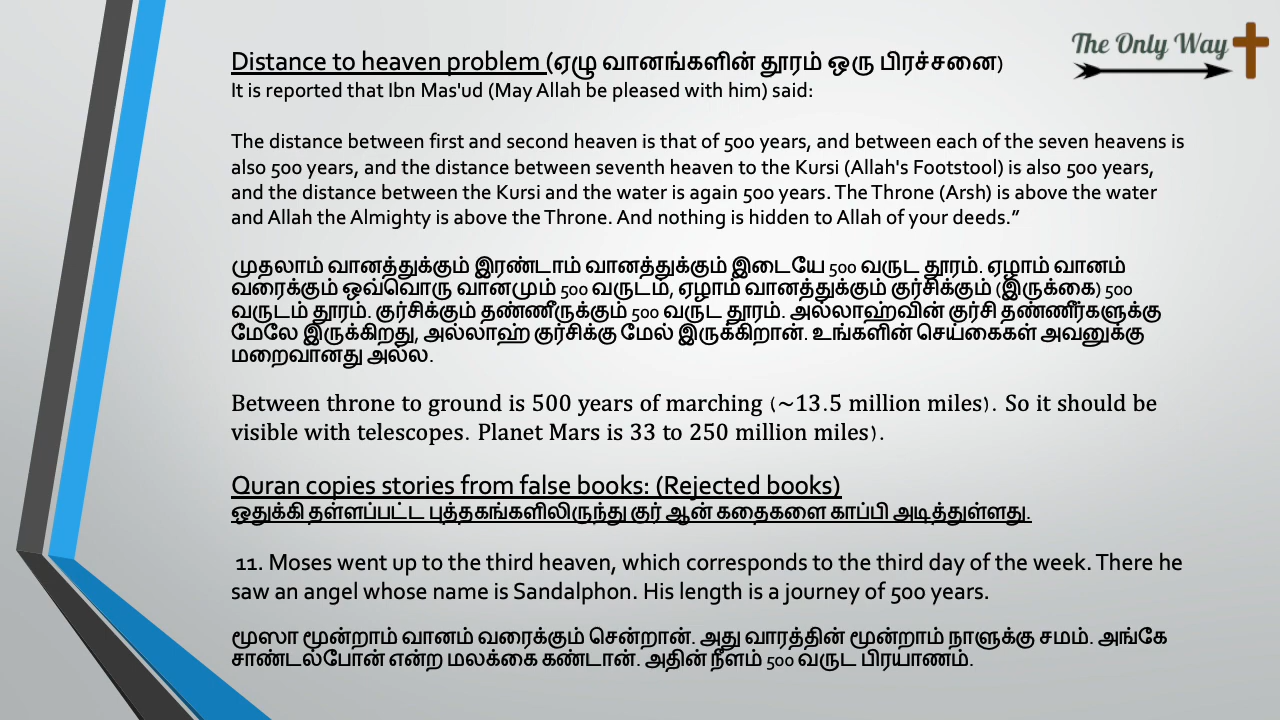 The Only Way
Distance to heaven problem (ஏழு வானங்களின் தூரம் ஒரு பிரச்சனை)
It is reported that Ibn Mas'ud (May Allah be pleased with him) said:
The distance between first and second heaven is that of 500 years, and between each of the seven heavens is
also 500 years, and the distance between seventh heaven to the Kursi (Allah's Footstool) is also 500 years,
and the distance between the Kursi and the water is again 500 years. The Throne (Arsh) is above the water
and Allah the Almighty is above the Throne. And nothing is hidden to Allah of your deeds.”
முதலாம் வானத்துக்கும் இரண்டாம் வானத்துக்கும் இடையே 500 வருட தூரம். ஏழாம் வானம்
வரைக்கும் ஒவ்வொரு வானமும் 500 வருடம், ஏழாம் வானத்துக்கும் குர்சிக்கும் (இருக்கை) 500
வருடம் தூரம். குர்சிக்கும் தண்ணீருக்கும் 500 வருட தூரம். அல்லாஹ்வின் குர்சி தண்ணீர்களுக்கு
மேலே இருக்கிறது, அல்லாஹ் குர்சிக்கு மேல் இருக்கிறான். உங்களின் செய்கைகள் அவனுக்கு
மறைவானது அல்ல.
Between throne to ground is 500 years of marching (~13.5 million miles). So it should be
visible with telescopes. Planet Mars is 33 to 250 million miles).
Quran copies stories from false books: (Rejected books)
ஒதுக்கி தள்ளப்பட்ட புத்தகங்களிலிருந்து குர் ஆன் கதைகளை காப்பி அடித்துள்ளது.
11. Moses went up to the third heaven, which corresponds to the third day of the week. There he
saw an angel whose name is Sandalphon. His length is a journey of 500 years.
மூஸா மூன்றாம் வானம் வரைக்கும் சென்றான். அது வாரத்தின் மூன்றாம் நாளுக்கு சமம். அங்கே
சாண்டல்போன் என்ற மலக்கை கண்டான். அதின் நீளம் 500 வருட பிரயாணம்.